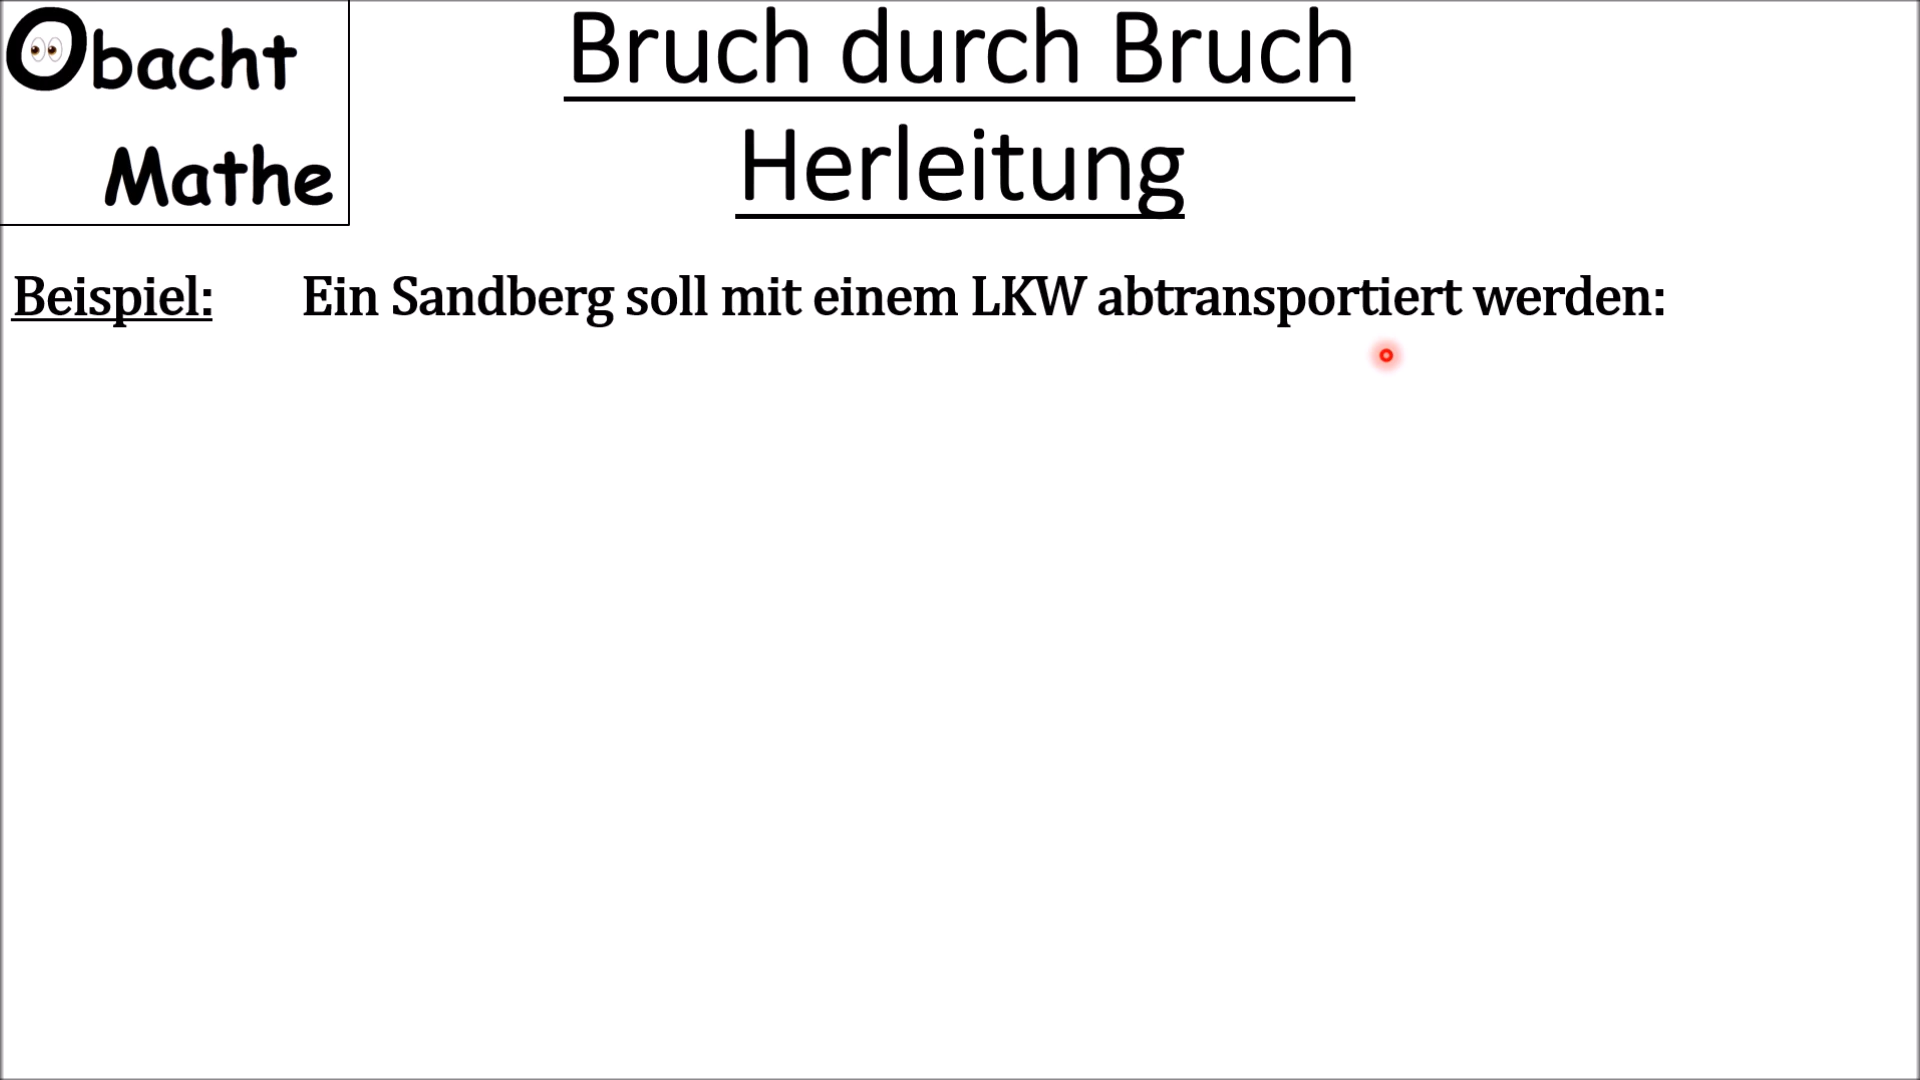 Obacht
Mathe
Bruch durch Bruch
Herleitung
Beispiel: Ein Sandberg soll mit einem LKW abtransportiert werden: